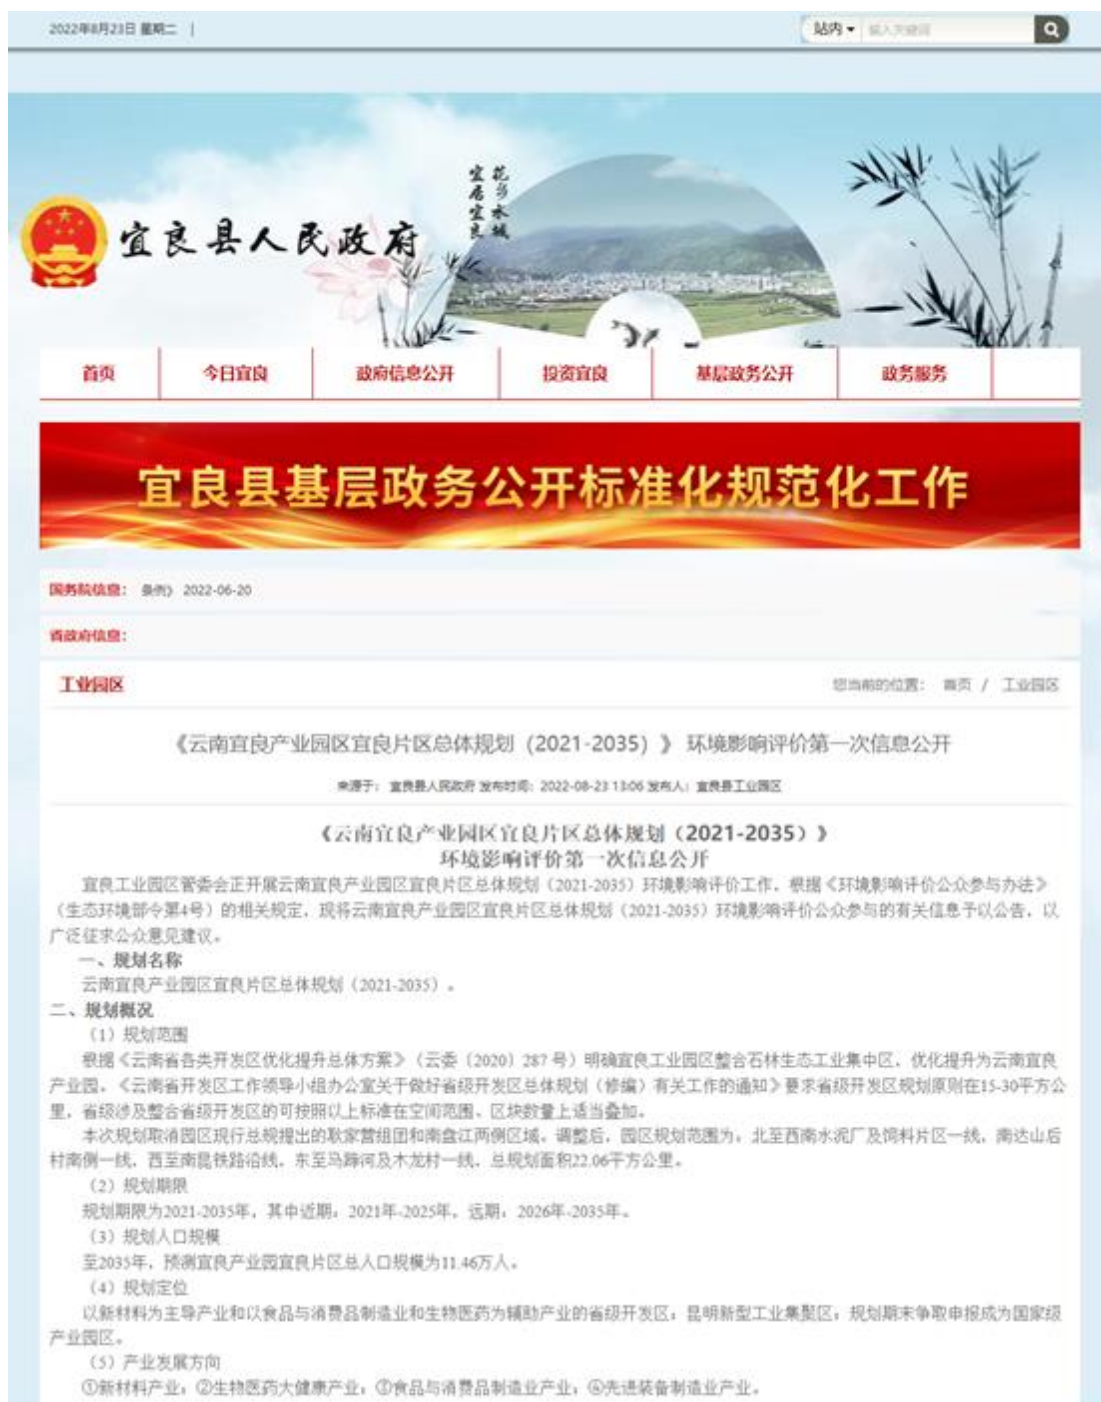 2022年8月23日 星期二 |
站内
输入关键词
花乡水城
宜居宜良
宜良县人民政府
首页 今日宜良 政府信息公开 投资宜良 基层政务公开 政务服务
宜良县基层政务公开标准化规范化工作
国务院信息： 条例》 2022-06-20
省政府信息：
工业园区
您当前的位置： 首页 / 工业园区
《云南宜良产业园区宜良片区总体规划（2021-2035）》 环境影响评价第一次信息公开
来源于： 宜良县人民政府 发布时间：2022-08-23 13:06 发布人：宜良县工业园区
《云南宜良产业园区宜良片区总体规划（2021-2035）》
环境影响评价第一次信息公开
宜良工业园区管委会正开展云南宜良产业园区宜良片区总体规划（2021-2035）环境影响评价工作，根据《环境影响评价公众参与办法》
（生态环境部令第4号）的相关规定，现将云南宜良产业园区宜良片区总体规划（2021-2035）环境影响评价公众参与的有关信息予以公告，以
广泛征求公众意见建议。
一、规划名称
云南宜良产业园区宜良片区总体规划（2021-2035）。
二、规划概况
（1）规划范围
根据《云南省各类开发区优化提升总体方案》（云委〔2020〕287 号）明确宜良工业园区整合石林生态工业集中区，优化提升为云南宜良
产业园。《云南省开发区工作领导小组办公室关于做好省级开发区总体规划（修编）有关工作的通知》要求省级开发区规划原则在15-30平方公
里，省级涉及整合省级开发区的可按照以上标准在空间范围、区块数量上适当叠加。
本次规划取消园区现行总规提出的耿家营组团和南盘江两侧区域，调整后，园区规划范围为：北至西南水泥厂及饲料片区一线，南达山后
村南侧一线，西至南昆铁路沿线，东至马蹄河及木龙村一线，总规划面积22.06平方公里。
（2）规划期限
规划期限为2021-2035年，其中近期：2021年-2025年，远期：2026年-2035年。
（3）规划人口规模
至2035年，预测宜良产业园宜良片区总人口规模为11.46万人。
（4）规划定位
以新材料为主导产业和以食品与消费品制造业和生物医药为辅助产业的省级开发区；昆明新型工业集聚区；规划期末争取申报成为国家级
产业园区。
（5）产业发展方向
①新材料产业；②生物医药大健康产业；③食品与消费品制造业产业；④先进装备制造业产业。